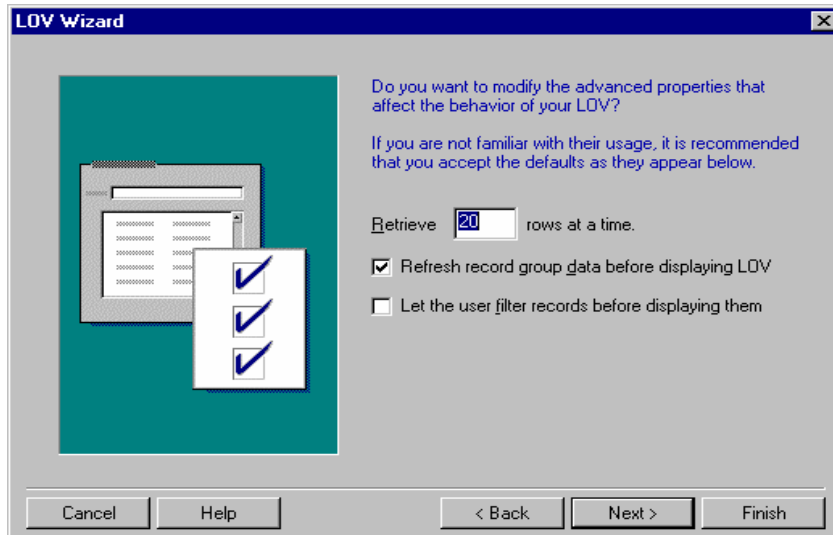 LOV Wizard
Do you want to modify the advanced properties that
affect the behavior of your LOV?
If you are not familiar with their usage, it is recommended
that you accept the defaults as they appear below.
Retrieve 20 rows at a time.
Refresh record group data before displaying LOV
Let the user filter records before displaying them
Cancel Help < Back Next > Finish